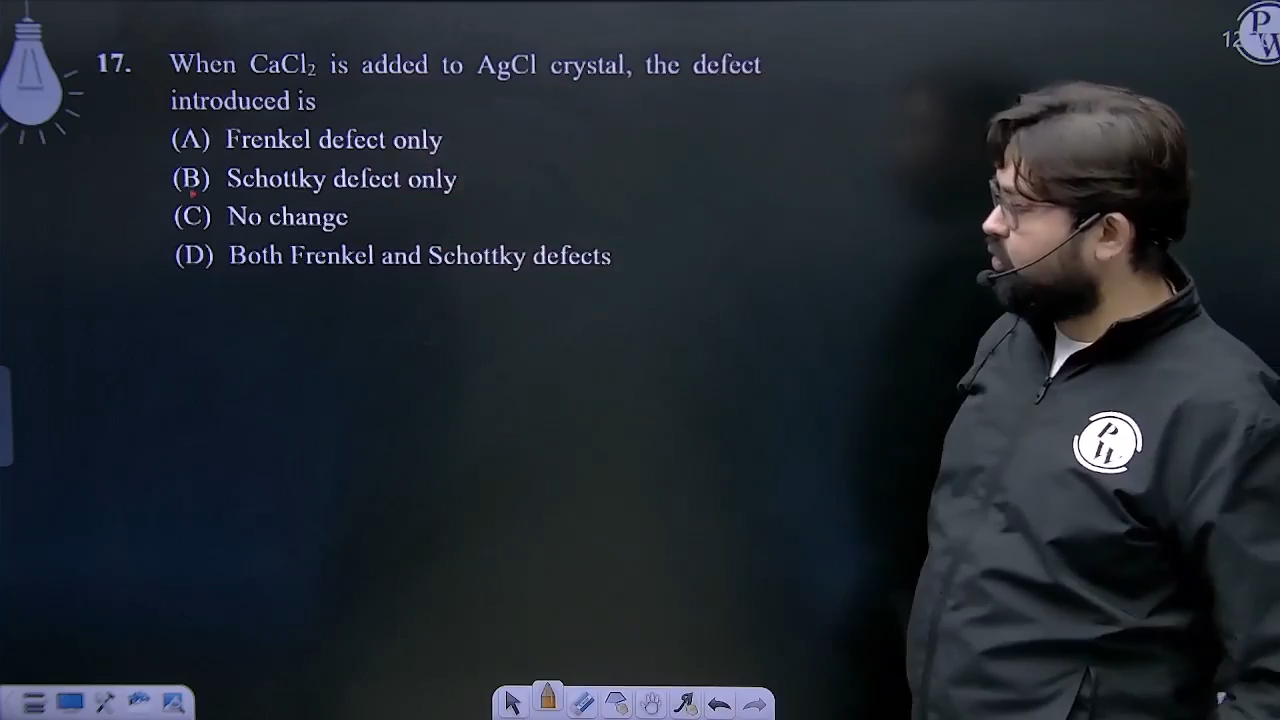 17. When CaCl₂ is added to AgCl crystal, the defect
introduced is
(A) Frenkel defect only
(B) Schottky defect only
(C) No change
(D) Both Frenkel and Schottky defects
P
W
P
W